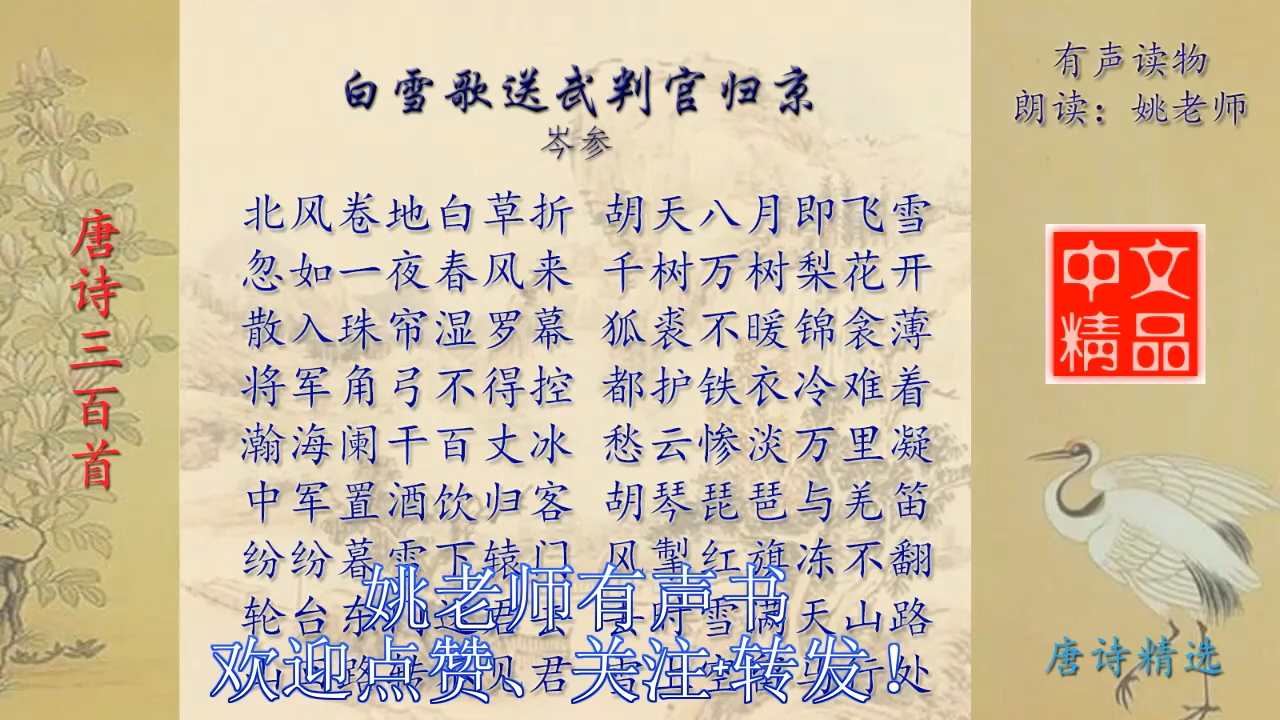 白雪歌送武判官归京
岑参
北风卷地白草折 胡天八月即飞雪
忽如一夜春风来 千树万树梨花开
散入珠帘湿罗幕 狐裘不暖锦衾薄
将军角弓不得控 都护铁衣冷难着
瀚海阑干百丈冰 愁云惨淡万里凝
中军置酒饮归客 胡琴琵琶与羌笛
纷纷暮雪下辕门 风掣红旗冻不翻
轮台东 君 雪满天山路
见君 空 行处
姚老师有声书
欢迎点赞、关注+转发！
唐诗三百首
有声读物
朗读：姚老师
中文
精品
唐诗精选